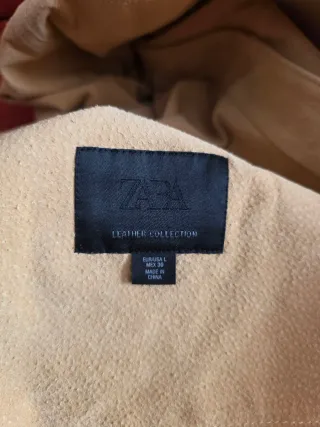 ZARA
LEATHER COLLECTION
EUR/USA L
MEX 30
MADE IN
CHINA